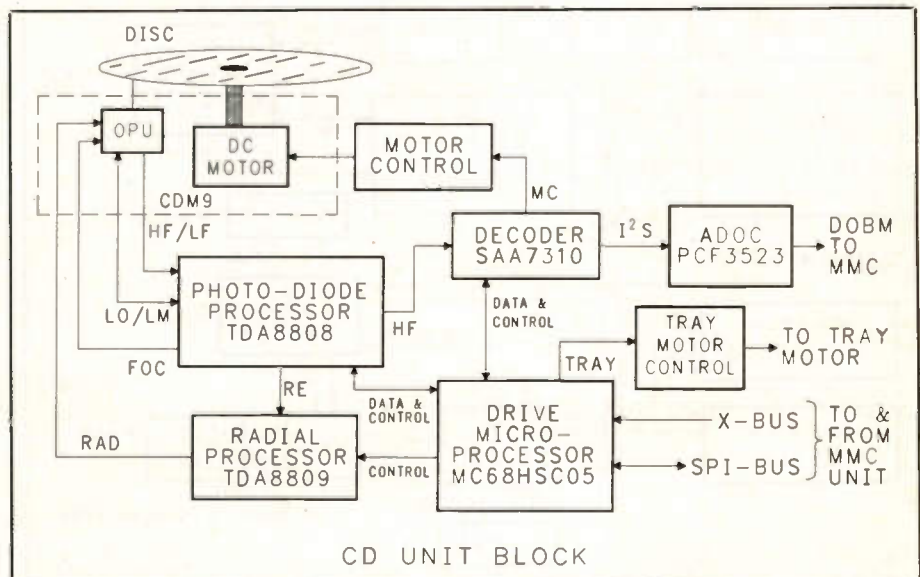 DISC
OPU
DC
MOTOR
MOTOR
CONTROL
CDM9
MC
HF/LF
DECODER
SAA7310
I²S
ADOC
PCF3523
DOBM
TO
MMC
PHOTO-DIODE
PROCESSOR
TDA8808
LO/LM
HF
DATA &
CONTROL
TRAY
MOTOR
CONTROL
TO TRAY
MOTOR
FOC
RE
TRAY
DATA &
CONTROL
DRIVE
MICRO-
PROCESSOR
MC68HSC05
X-BUS
SPI-BUS
TO &
FROM
MMC
UNIT
RAD
RADIAL
PROCESSOR
TDA8809
CONTROL
CD UNIT BLOCK